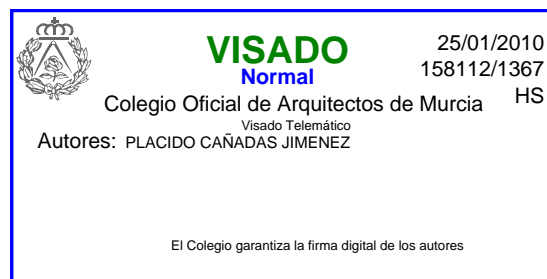 VISADO
25/01/2010
Normal
158112/1367
HS
Colegio Oficial de Arquitectos de Murcia
Visado Telemático
Autores: PLACIDO CAÑADAS JIMENEZ
El Colegio garantiza la firma digital de los autores